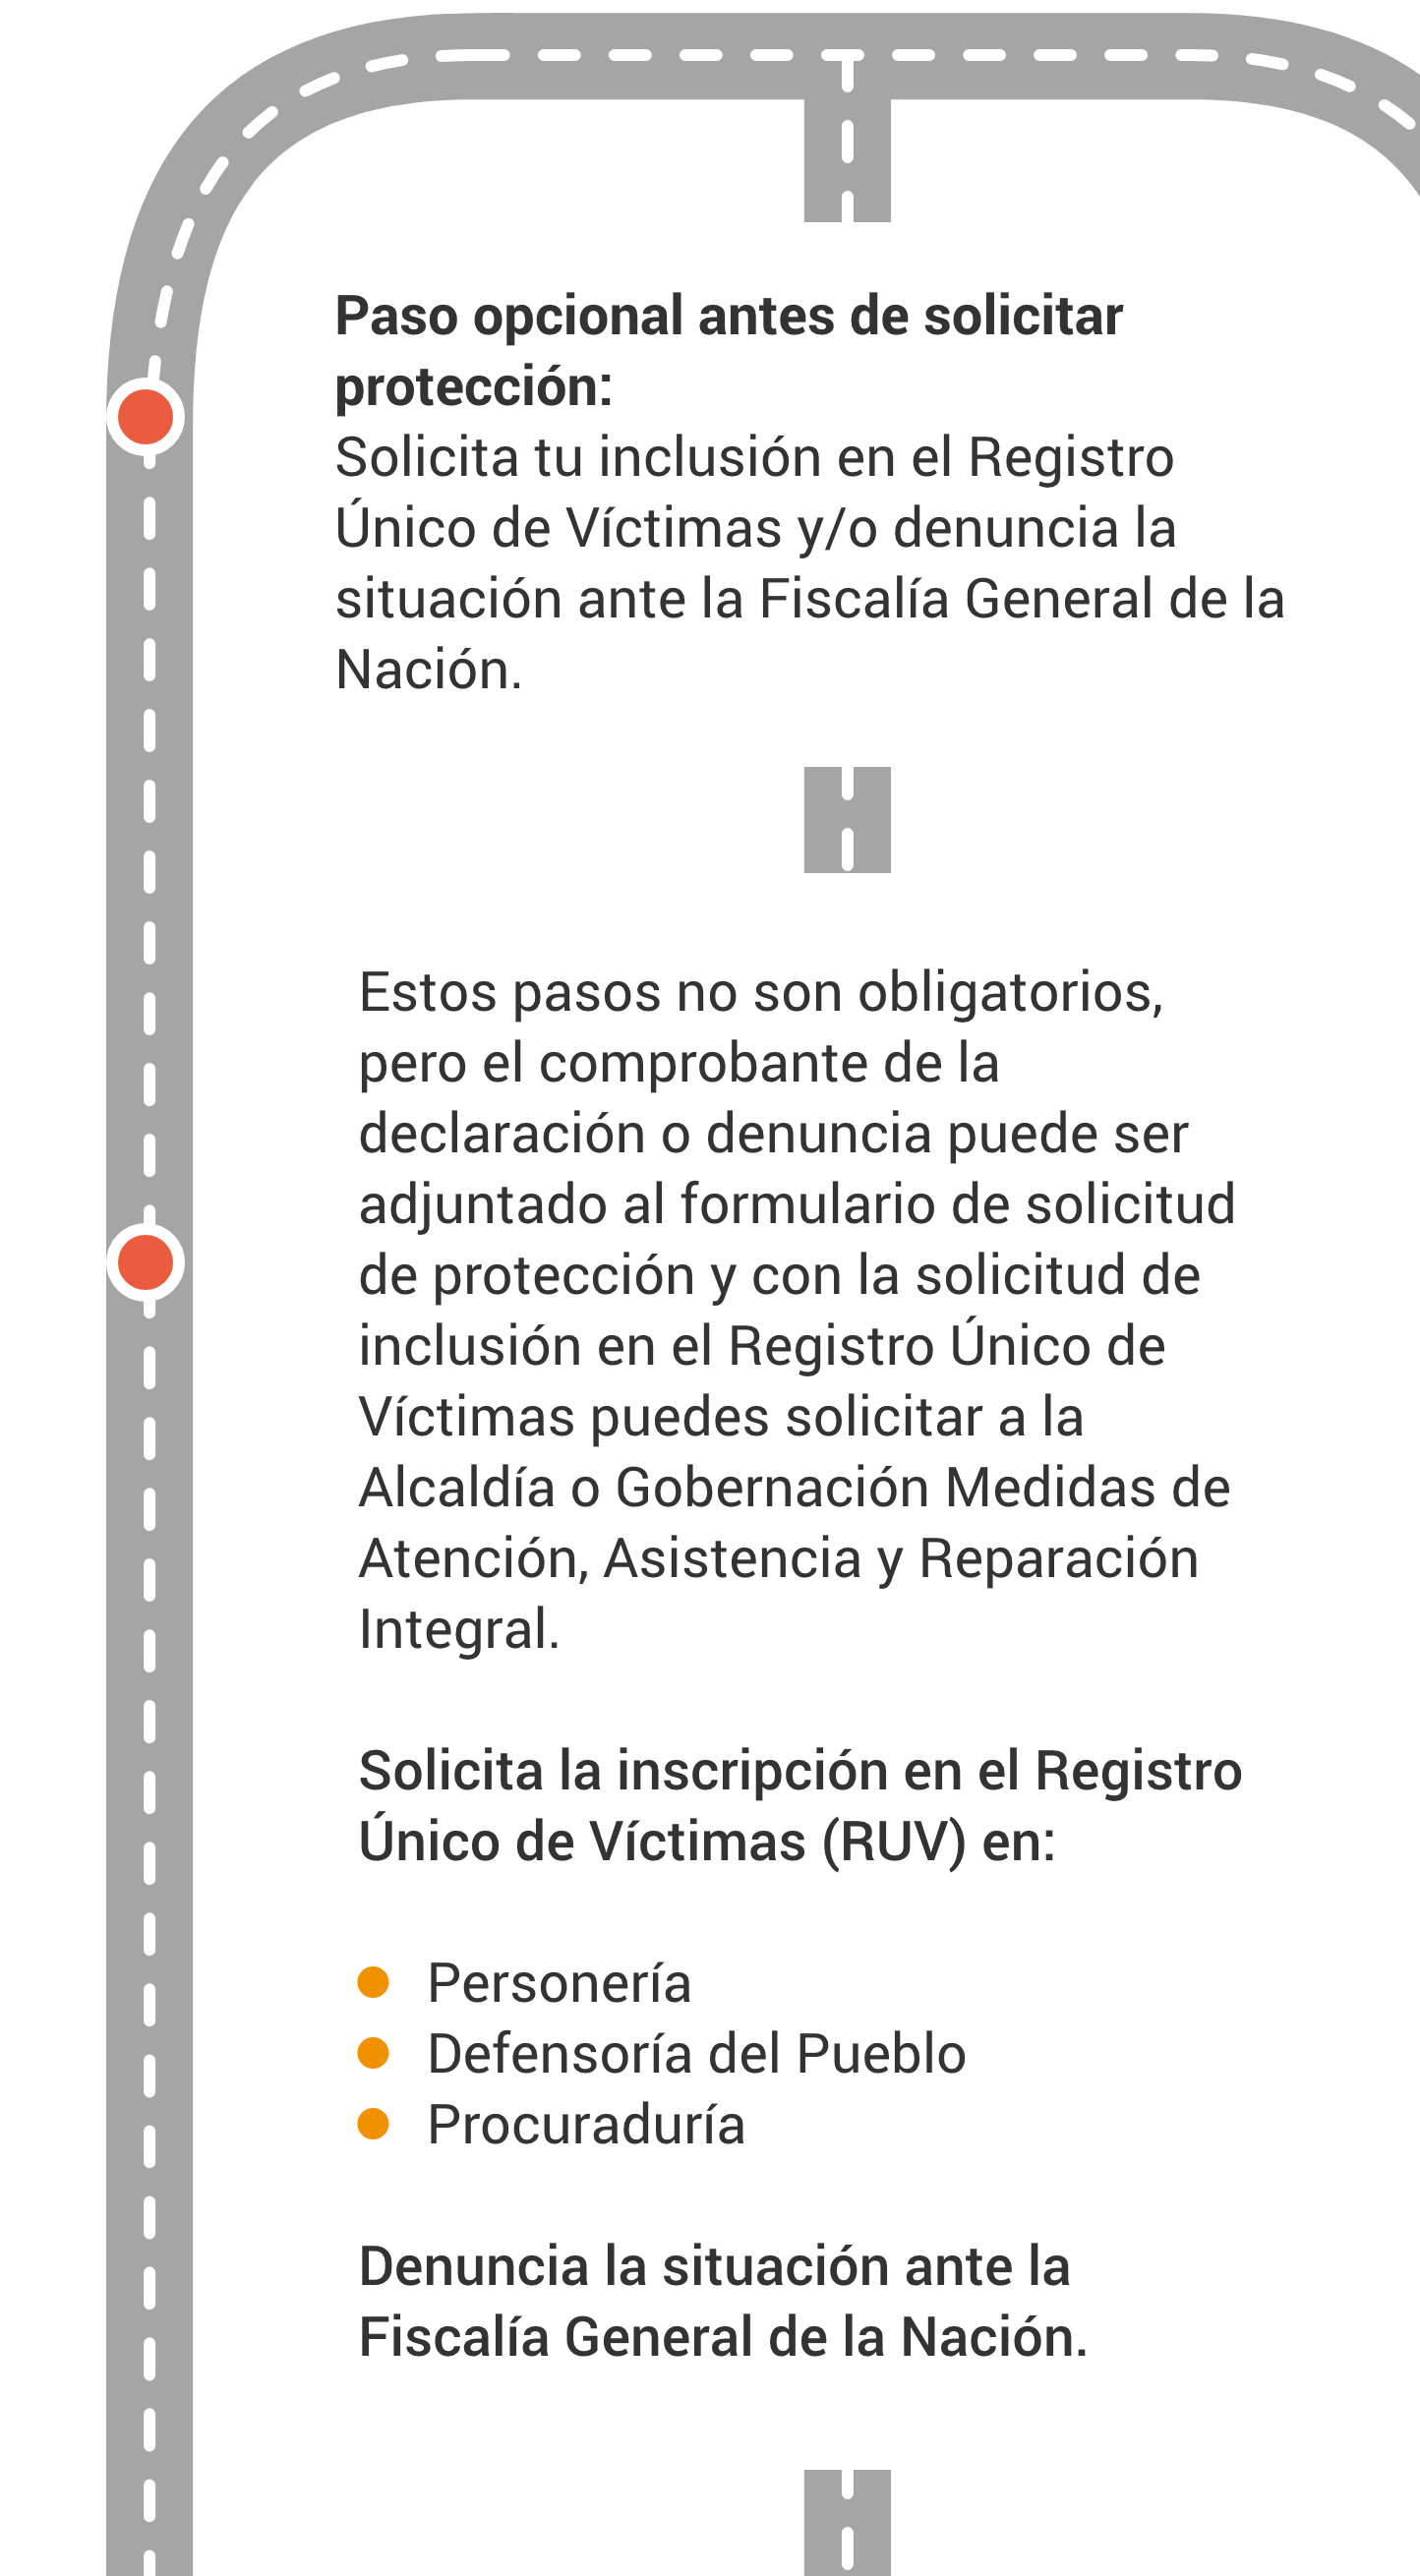 Paso opcional antes de solicitar
protección:
Solicita tu inclusión en el Registro
Único de Víctimas y/o denuncia la
situación ante la Fiscalía General de la
Nación.
Estos pasos no son obligatorios,
pero el comprobante de la
declaración o denuncia puede ser
adjuntado al formulario de solicitud
de protección y con la solicitud de
inclusión en el Registro Único de
Víctimas puedes solicitar a la
Alcaldía o Gobernación Medidas de
Atención, Asistencia y Reparación
Integral.
Solicita la inscripción en el Registro
Único de Víctimas (RUV) en:
Personería
Defensoría del Pueblo
Procuraduría
Denuncia la situación ante la
Fiscalía General de la Nación.